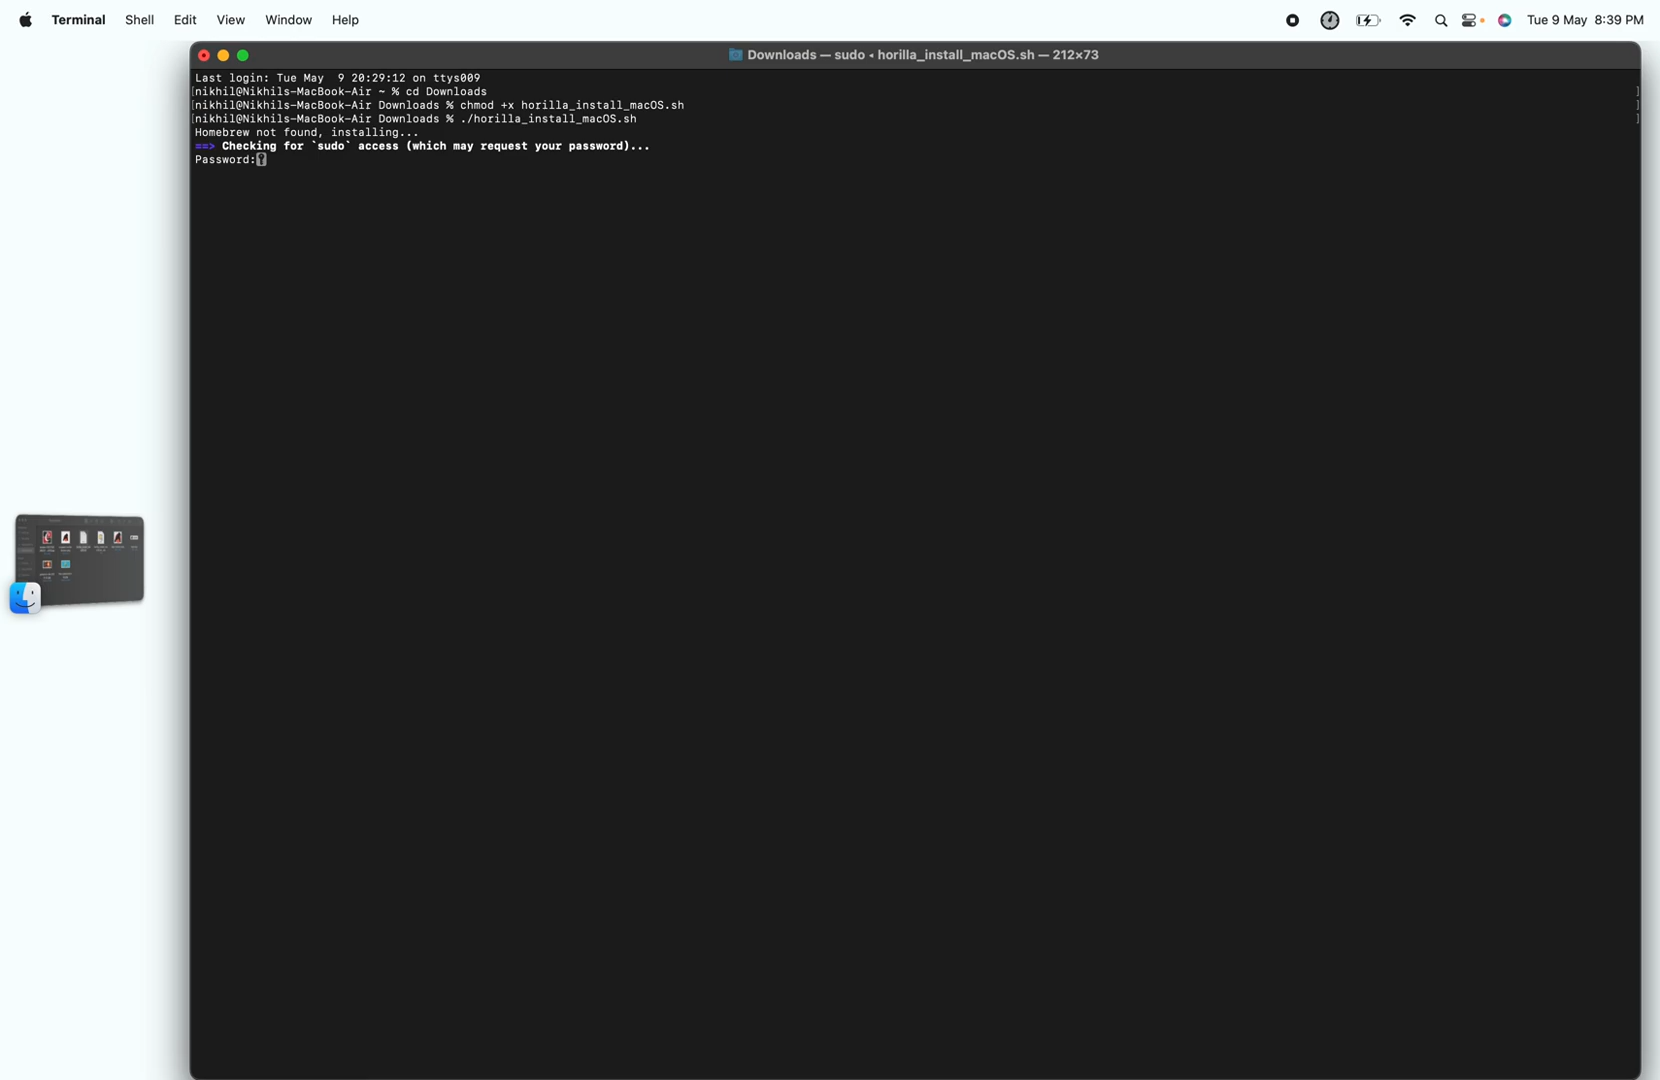 Terminal Shell Edit View Window Help Tue 9 May 8:39 PM
Downloads — sudo ◂ horilla_install_macOS.sh — 212×73
Last login: Tue May  9 20:29:12 on ttys009
[nikhil@Nikhils-MacBook-Air ~ % cd Downloads ]
[nikhil@Nikhils-MacBook-Air Downloads % chmod +x horilla_install_macOS.sh ]
[nikhil@Nikhils-MacBook-Air Downloads % ./horilla_install_macOS.sh ]
Homebrew not found, installing...
==> Checking for `sudo` access (which may request your password)...
Password: